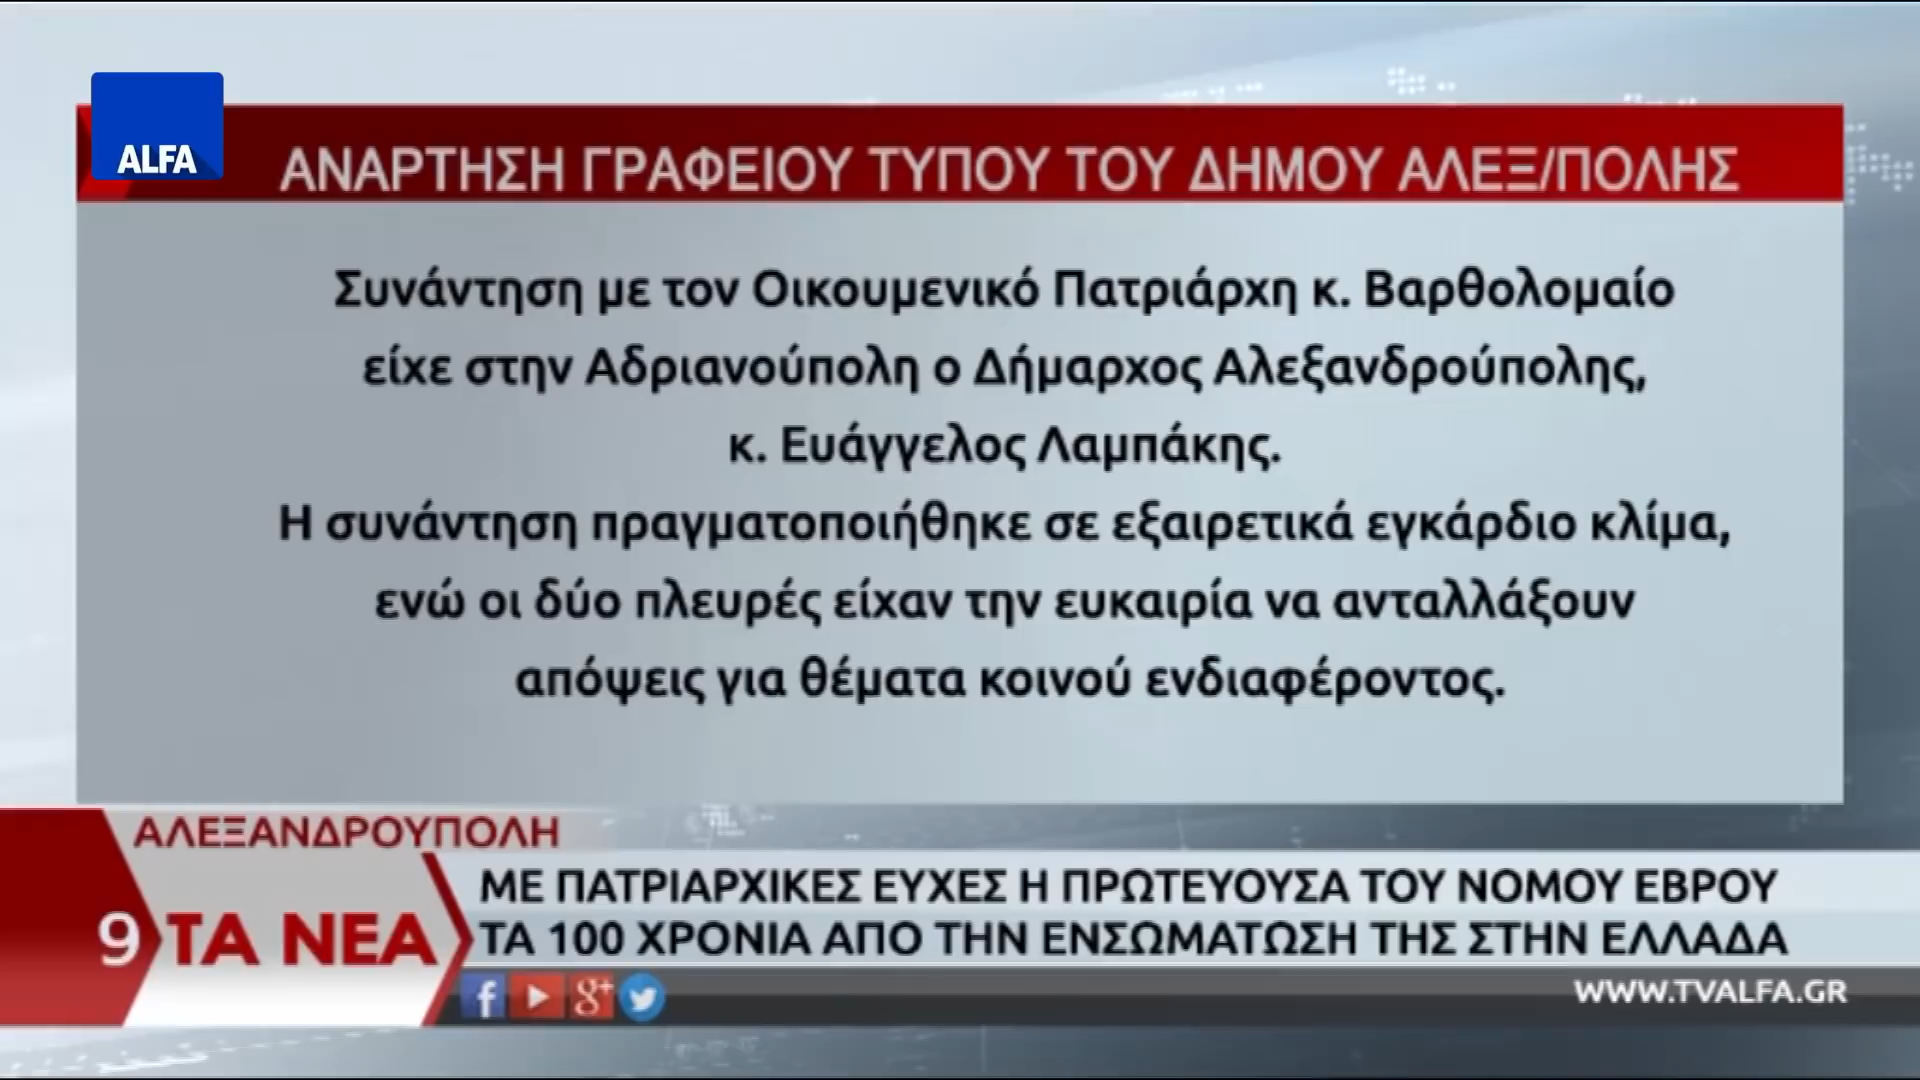 ALFA
ΑΝΑΡΤΗΣΗ ΓΡΑΦΕΙΟΥ ΤΥΠΟΥ ΤΟΥ ΔΗΜΟΥ ΑΛΕΞ/ΠΟΛΗΣ
Συνάντηση με τον Οικουμενικό Πατριάρχη κ. Βαρθολομαίο
είχε στην Αδριανούπολη ο Δήμαρχος Αλεξανδρούπολης,
κ. Ευάγγελος Λαμπάκης.
Η συνάντηση πραγματοποιήθηκε σε εξαιρετικά εγκάρδιο κλίμα,
ενώ οι δύο πλευρές είχαν την ευκαιρία να ανταλλάξουν
απόψεις για θέματα κοινού ενδιαφέροντος.
ΑΛΕΞΑΝΔΡΟΥΠΟΛΗ
9 ΤΑ ΝΕΑ
ΜΕ ΠΑΤΡΙΑΡΧΙΚΕΣ ΕΥΧΕΣ Η ΠΡΩΤΕΥΟΥΣΑ ΤΟΥ ΝΟΜΟΥ ΕΒΡΟΥ
ΤΑ 100 ΧΡΟΝΙΑ ΑΠΟ ΤΗΝ ΕΝΣΩΜΑΤΩΣΗ ΤΗΣ ΣΤΗΝ ΕΛΛΑΔΑ
f g+
WWW.TVALFA.GR